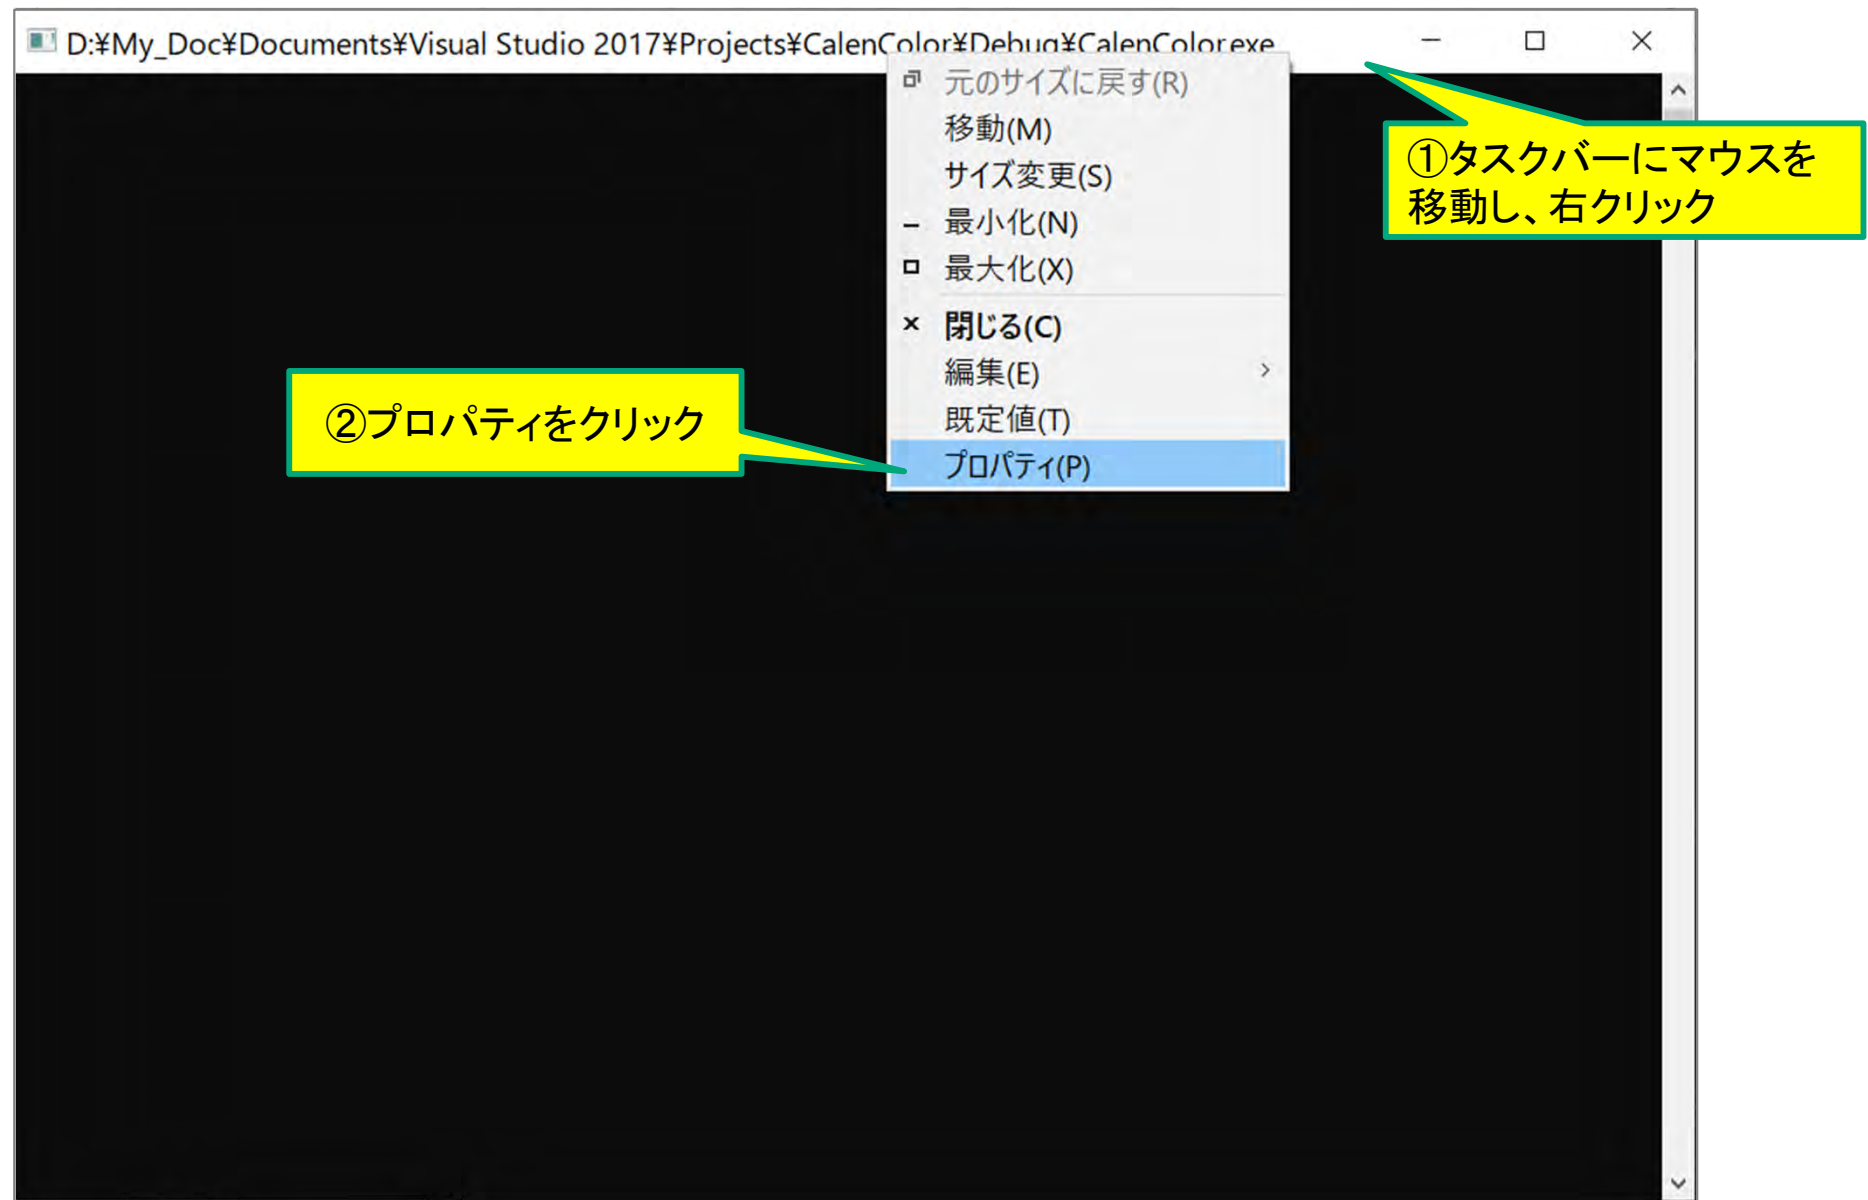 D:¥My_Doc¥Documents¥Visual Studio 2017¥Projects¥CalenColor¥Debug¥CalenColor.exe
元のサイズに戻す(R)
移動(M)
サイズ変更(S)
最小化(N)
最大化(X)
閉じる(C)
編集(E)
既定値(T)
プロパティ(P)
①タスクバーにマウスを
移動し、右クリック
②プロパティをクリック